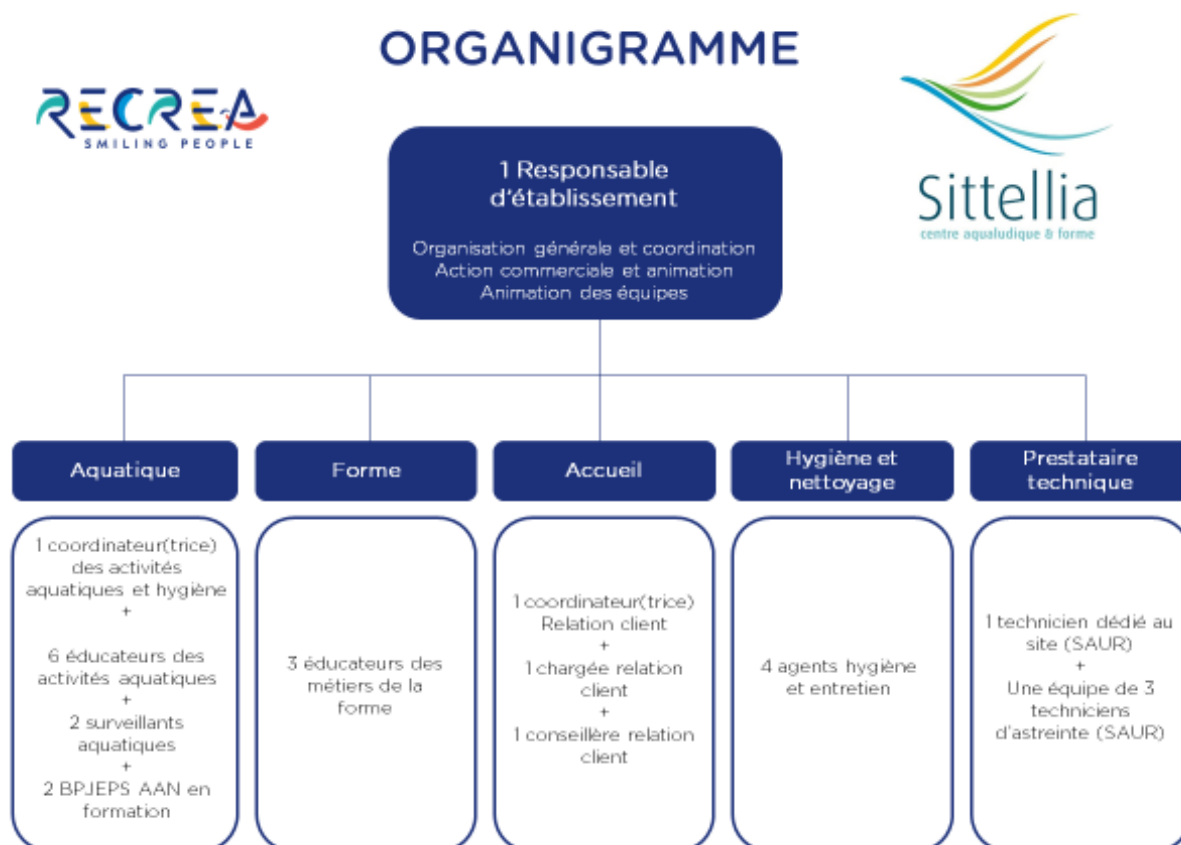 ORGANIGRAMME
RECREA
SMILING PEOPLE
Sittellia
centre aqualudique & forme
1 Responsable
d'établissement
Organisation générale et coordination
Action commerciale et animation
Animation des équipes
Aquatique
1 coordinateur(trice)
des activités
aquatiques et hygiène
+
6 éducateurs des
activités aquatiques
+
2 surveillants
aquatiques
+
2 BPJEPS AAN en
formation
Forme
3 éducateurs des
métiers de la
forme
Accueil
1 coordinateur(trice)
Relation client
+
1 chargée relation
client
+
1 conseillère relation
client
Hygiène et
nettoyage
4 agents hygiène
et entretien
Prestataire
technique
1 technicien dédié au
site (SAUR)
+
Une équipe de 3
techniciens
d'astreinte (SAUR)